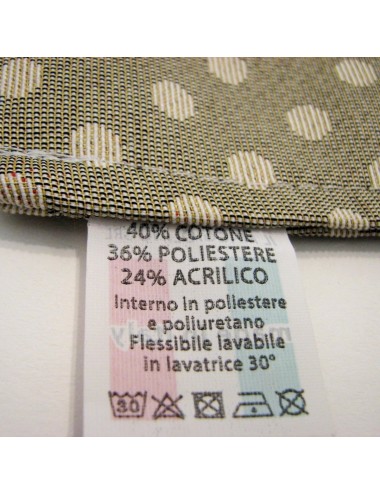 40% COTONE
36% POLIESTERE
24% ACRILICO
Interno in poliestere
e poliuretano
Flessibile lavabile
in lavatrice 30°
30